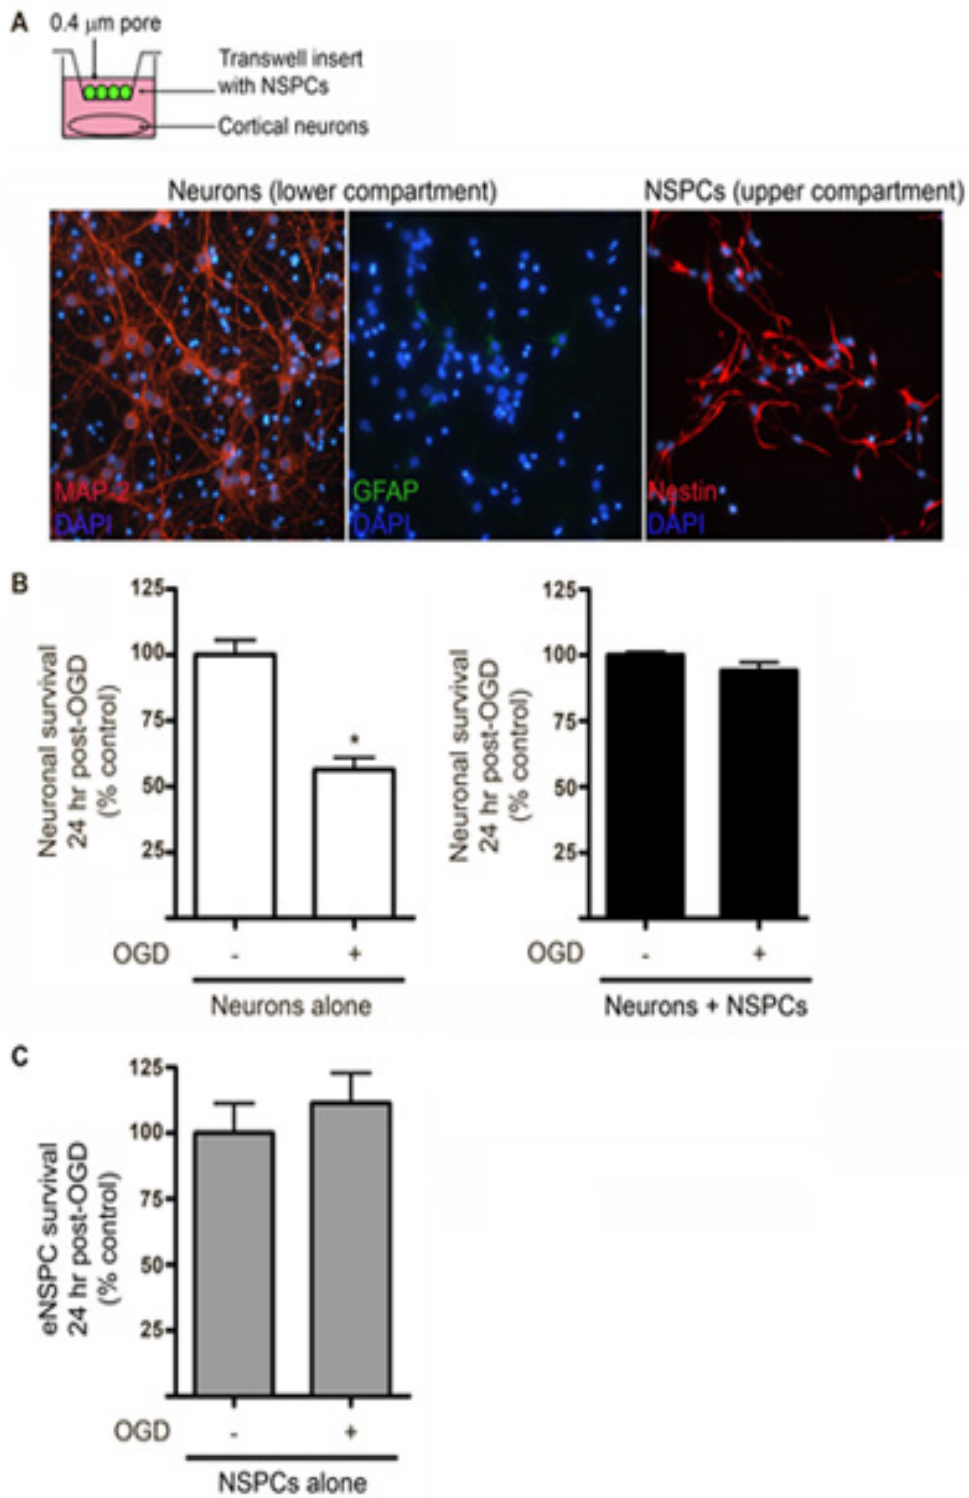 A
0.4 μm pore
Transwell insert
with NSPCs
Cortical neurons
Neurons (lower compartment)
NSPCs (upper compartment)
MAP-2
DAPI
GFAP
DAPI
Nestin
DAPI
B
Neuronal survival
24 hr post-OGD
(% control)
125
100
75
50
25
*
OGD
-
+
Neurons alone
Neuronal survival
24 hr post-OGD
(% control)
125
100
75
50
25
OGD
-
+
Neurons + NSPCs
C
eNSPC survival
24 hr post-OGD
(% control)
125
100
75
50
25
OGD
-
+
NSPCs alone